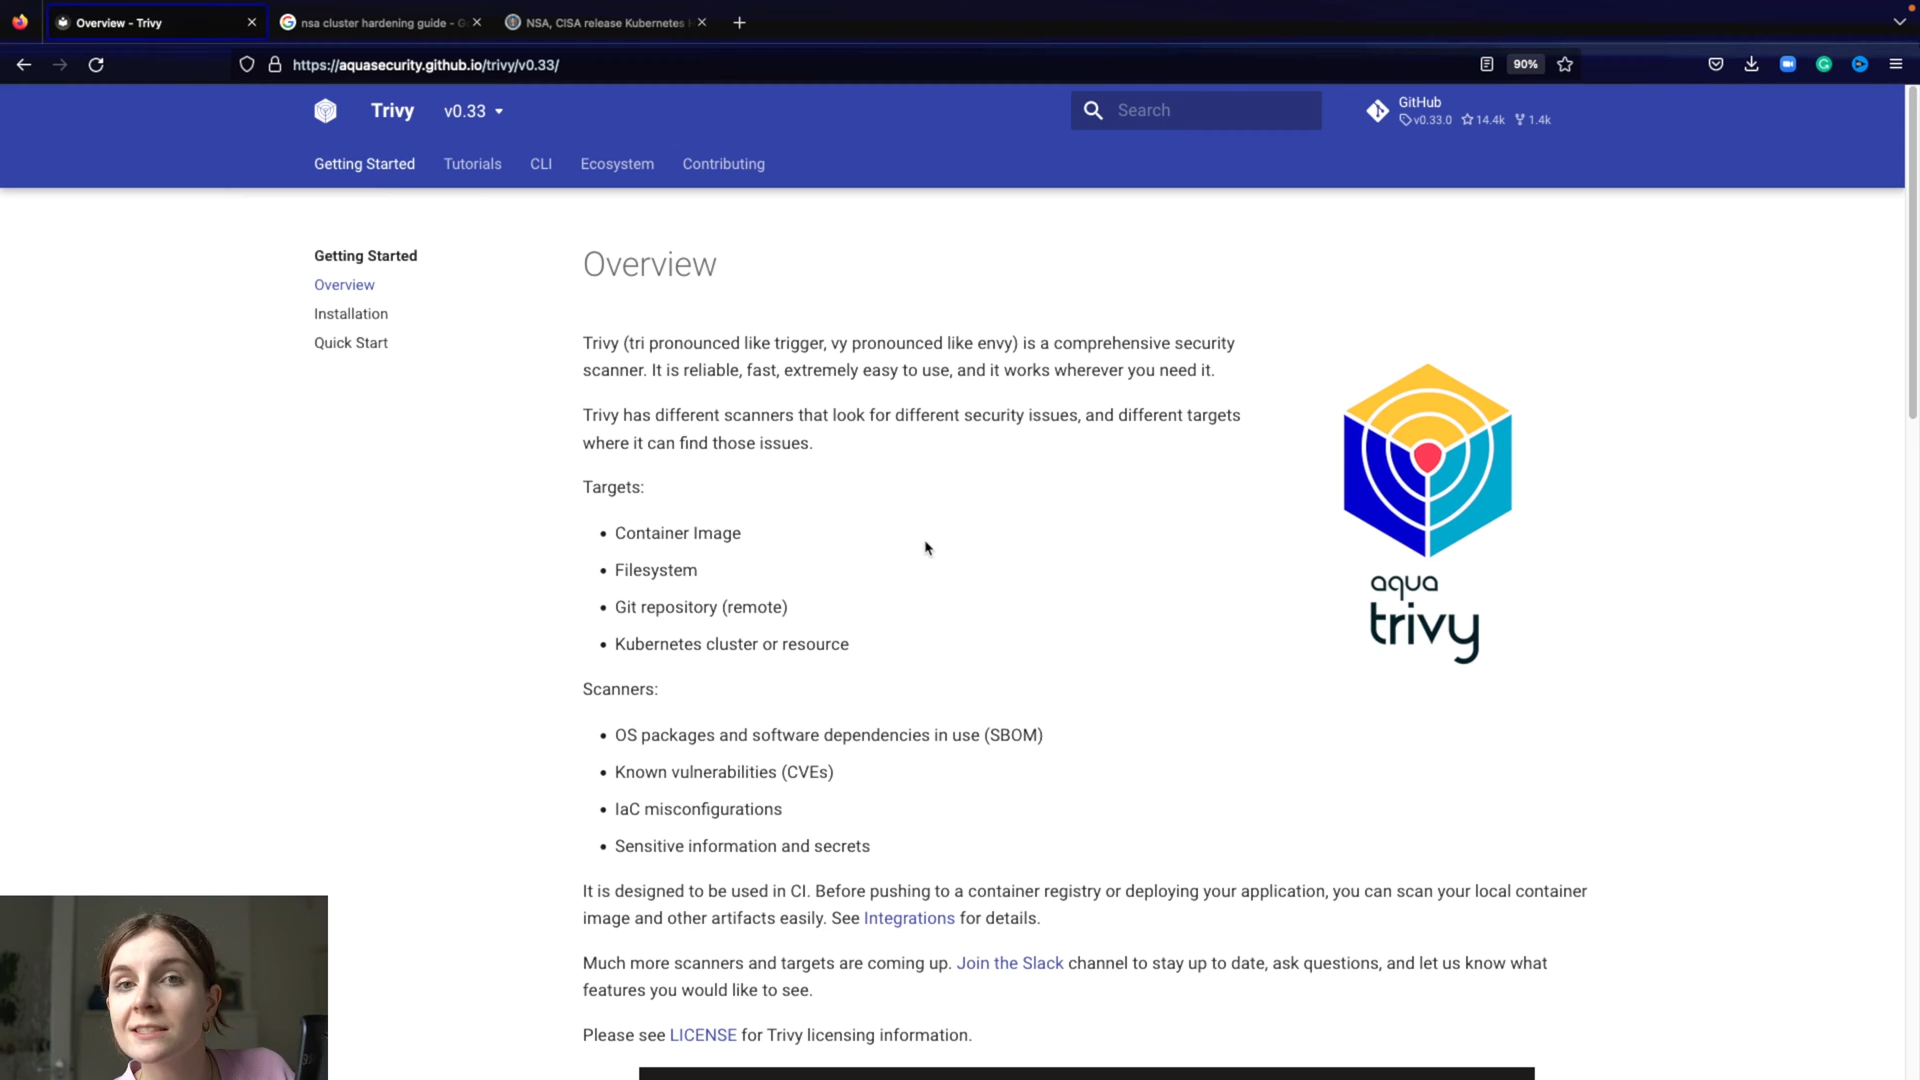 Overview - Trivy
nsa cluster hardening guide - G
NSA, CISA release Kubernetes
https://aquasecurity.github.io/trivy/v0.33/
90%
Trivy
v0.33
Search
GitHub
v0.33.0 14.4k 1.4k
Getting Started Tutorials CLI Ecosystem Contributing
Getting Started
Overview
Installation
Quick Start
Overview
Trivy (tri pronounced like trigger, vy pronounced like envy) is a comprehensive security
scanner. It is reliable, fast, extremely easy to use, and it works wherever you need it.
Trivy has different scanners that look for different security issues, and different targets
where it can find those issues.
Targets:
• Container Image
• Filesystem
• Git repository (remote)
• Kubernetes cluster or resource
aqua
trivy
Scanners:
• OS packages and software dependencies in use (SBOM)
• Known vulnerabilities (CVEs)
• IaC misconfigurations
• Sensitive information and secrets
It is designed to be used in CI. Before pushing to a container registry or deploying your application, you can scan your local container
image and other artifacts easily. See Integrations for details.
Much more scanners and targets are coming up. Join the Slack channel to stay up to date, ask questions, and let us know what
features you would like to see.
Please see LICENSE for Trivy licensing information.